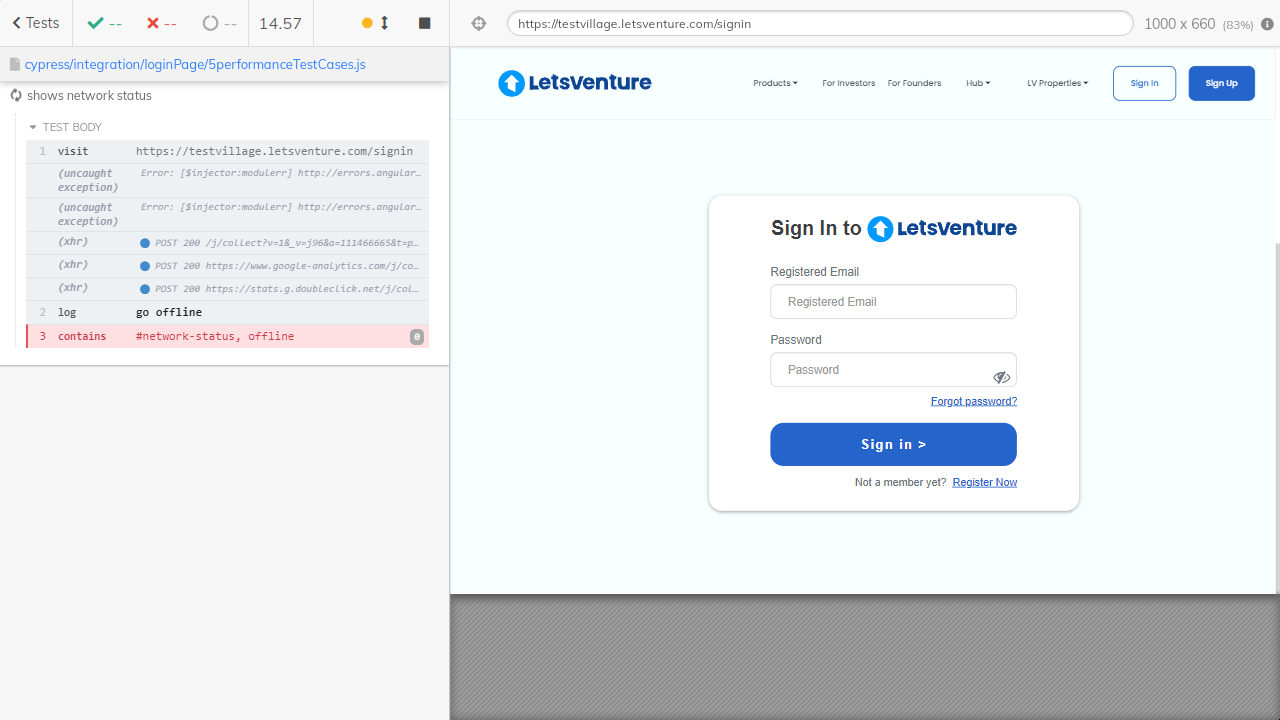 Tests
--
--
--
14.57
cypress/integration/loginPage/5performanceTestCases.js
shows network status
TEST BODY
1 visit https://testvillage.letsventure.com/signin
(uncaught exception) Error: [$injector:modulerr] http://errors.angular…
(uncaught exception) Error: [$injector:modulerr] http://errors.angular…
(xhr) POST 200 /j/collect?v=1&_v=j96&a=111466665&t=p…
(xhr) POST 200 https://www.google-analytics.com/j/co…
(xhr) POST 200 https://stats.g.doubleclick.net/j/col…
2 log go offline
3 contains #network-status, offline 0
https://testvillage.letsventure.com/signin
1000 x 660 (83%)
LetsVenture
Products
For Investors
For Founders
Hub
LV Properties
Sign In
Sign Up
Sign In to LetsVenture
Registered Email
Registered Email
Password
Password
Forgot password?
Sign in >
Not a member yet? Register Now